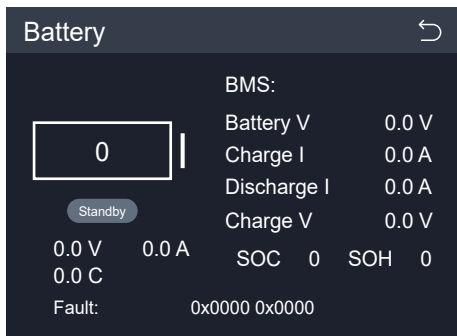 Battery
0
Standby
0.0 V 0.0 A
0.0 C
BMS:
Battery V 0.0 V
Charge I 0.0 A
Discharge I 0.0 A
Charge V 0.0 V
SOC 0 SOH 0
Fault: 0x0000 0x0000